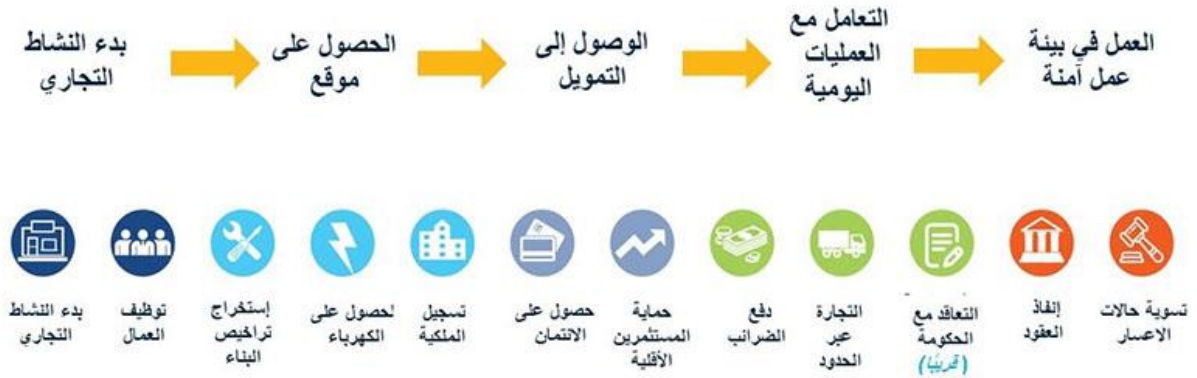 بدء النشاط
التجاري
الحصول على
موقع
الوصول إلى
التمويل
التعامل مع
العمليات
اليومية
العمل في بيئة
عمل آمنة
بدء النشاط
التجاري
توظيف
العمال
إستخراج
تراخيص
البناء
لحصول على
الكهرباء
تسجيل
الملكية
حصول على
الائتمان
حماية
المستثمرين
الأقلية
دفع
الضرائب
التجارة
عبر
الحدود
التعاقد مع
الحكومة
(قريبًا)
إنفاذ
العقود
تسوية حالات
الاعسار